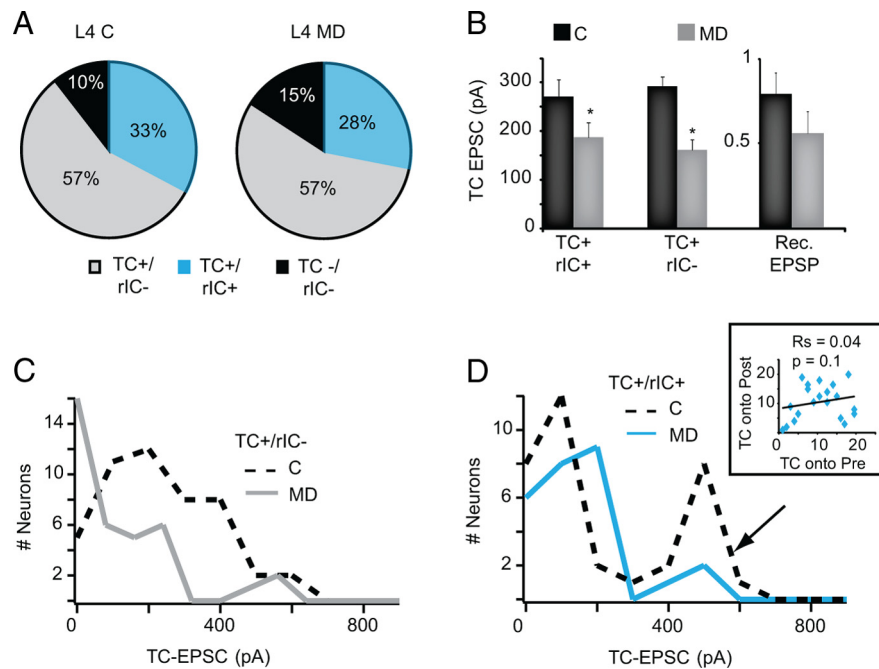 A
L4 C
L4 MD
10%
33%
57%
15%
28%
57%
TC+/
rIC-
TC+/
rIC+
TC -/
rIC-
B
C
MD
TC EPSC (pA)
300
200
100
0
1
0.5
TC+
rIC+
TC+
rIC-
Rec.
EPSP
*
*
C
# Neurons
14
10
6
2
TC+/rIC-
C
MD
0
400
800
TC-EPSC (pA)
D
# Neurons
10
6
2
TC+/rIC+
C
MD
0
400
800
TC-EPSC (pA)
Rs = 0.04
p = 0.1
TC onto Post
20
10
0
0
10
20
TC onto Pre